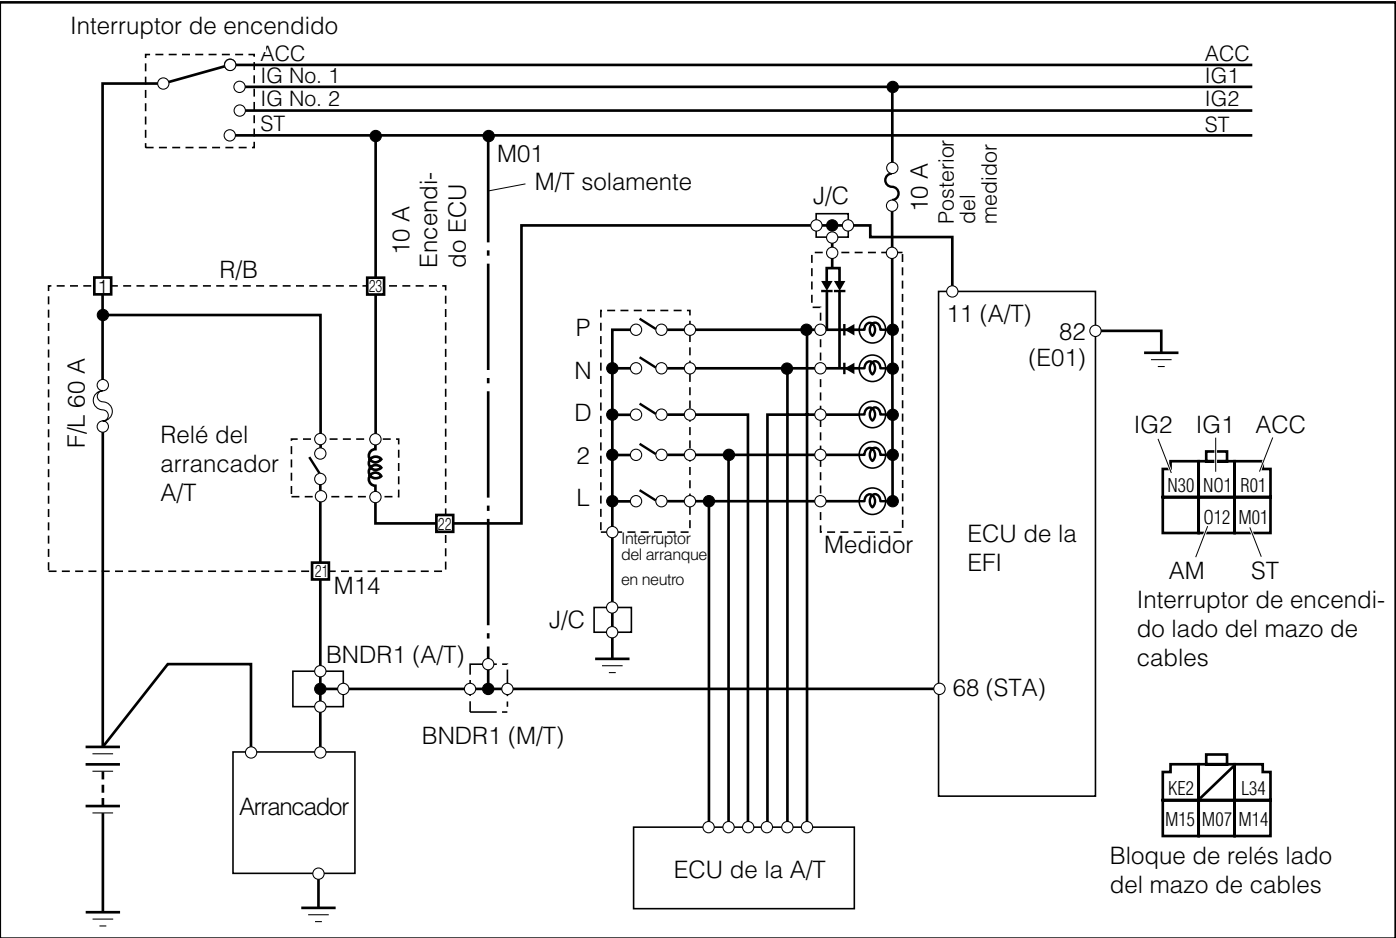 Interruptor de encendido
ACC
IG No. 1
IG No. 2
ST
ACC
IG1
IG2
ST
M01
M/T solamente
10 A
Encendi-
do ECU
10 A
Posterior
del
medidor
J/C
R/B
1
23
F/L 60 A
Relé del
arrancador
A/T
22
21
M14
P
N
D
2
L
Interruptor
del arranque
en neutro
J/C
Medidor
11 (A/T)
82
(E01)
ECU de la
EFI
68 (STA)
BNDR1 (A/T)
BNDR1 (M/T)
Arrancador
ECU de la A/T
IG2
IG1
ACC
N30
N01
R01
O12
M01
AM
ST
Interruptor de encendi-
do lado del mazo de
cables
KE2
L34
M15
M07
M14
Bloque de relés lado
del mazo de cables